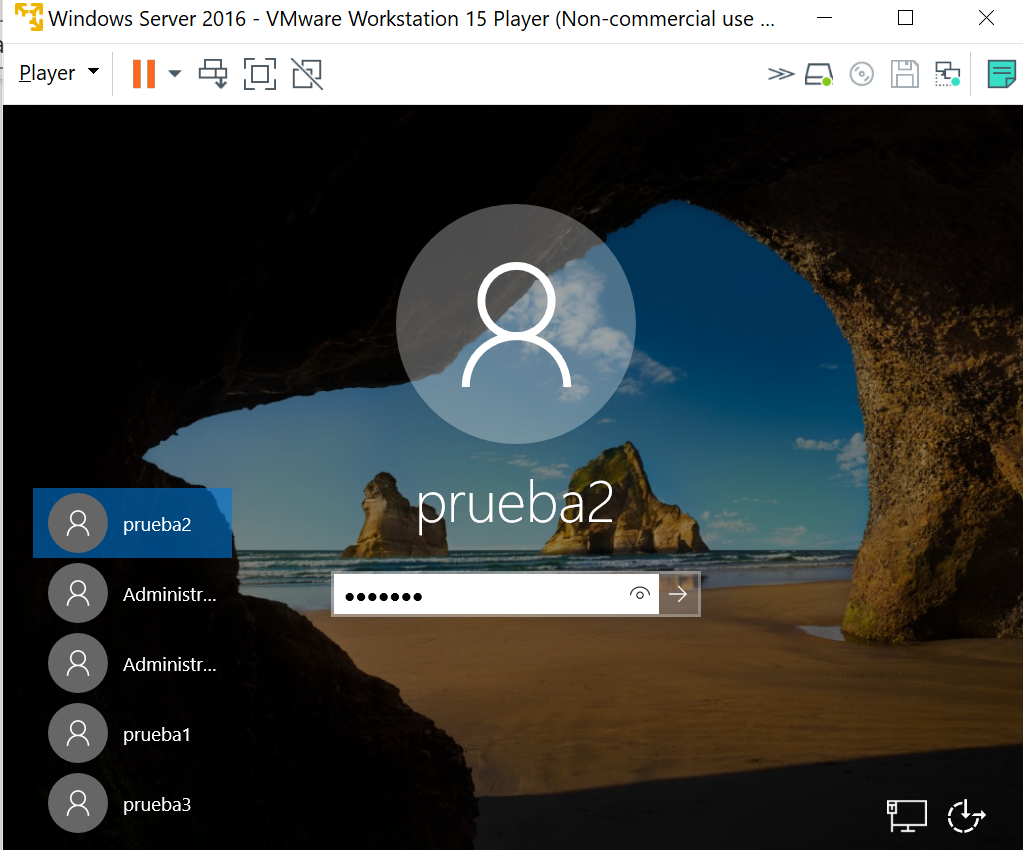 Windows Server 2016 - VMware Workstation 15 Player (Non-commercial use ...
Player
prueba2
•••••••
prueba2
Administr...
Administr...
prueba1
prueba3